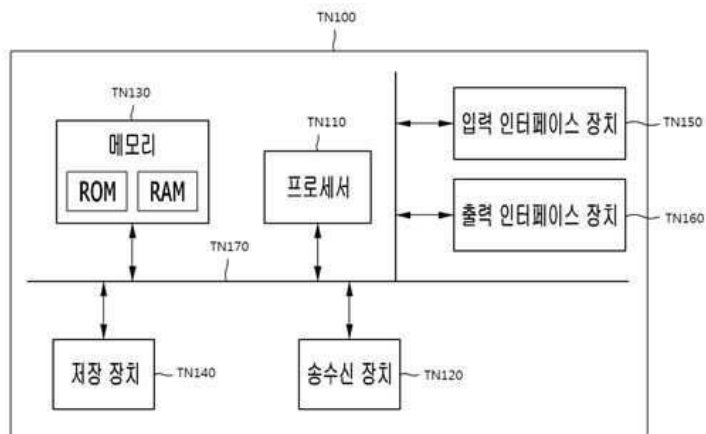 TN100
TN130
메모리
ROM RAM
TN110
프로세서
입력 인터페이스 장치
TN150
출력 인터페이스 장치
TN160
TN170
저장 장치
TN140
송수신 장치
TN120